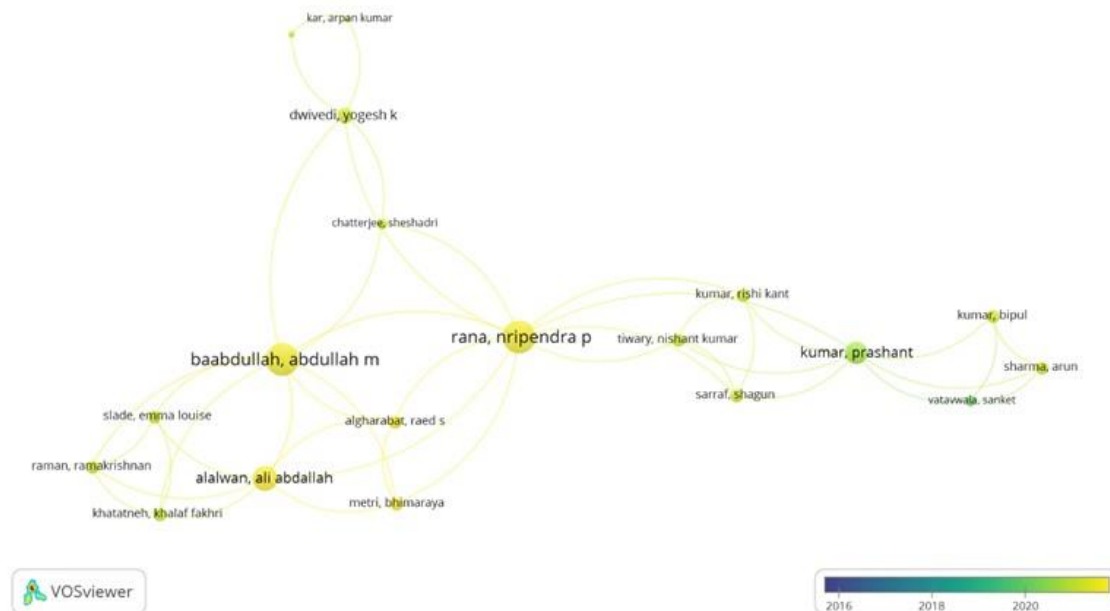 kar, arpan kumar
dwivedi, yogesh k
chatterjee, sheshadri
kumar, rishi kant
kumar, bipul
rana, nripendra p
tiwary, nishant kumar
kumar, prashant
baabdullah, abdullah m
sharma, arun
sarraf, shagun
vatavwala, sanket
slade, emma louise
algharabat, raed s
raman, ramakrishnan
alalwan, ali abdallah
metri, bhimaraya
khatatneh, khalaf fakhri
VOSviewer
2016 2018 2020